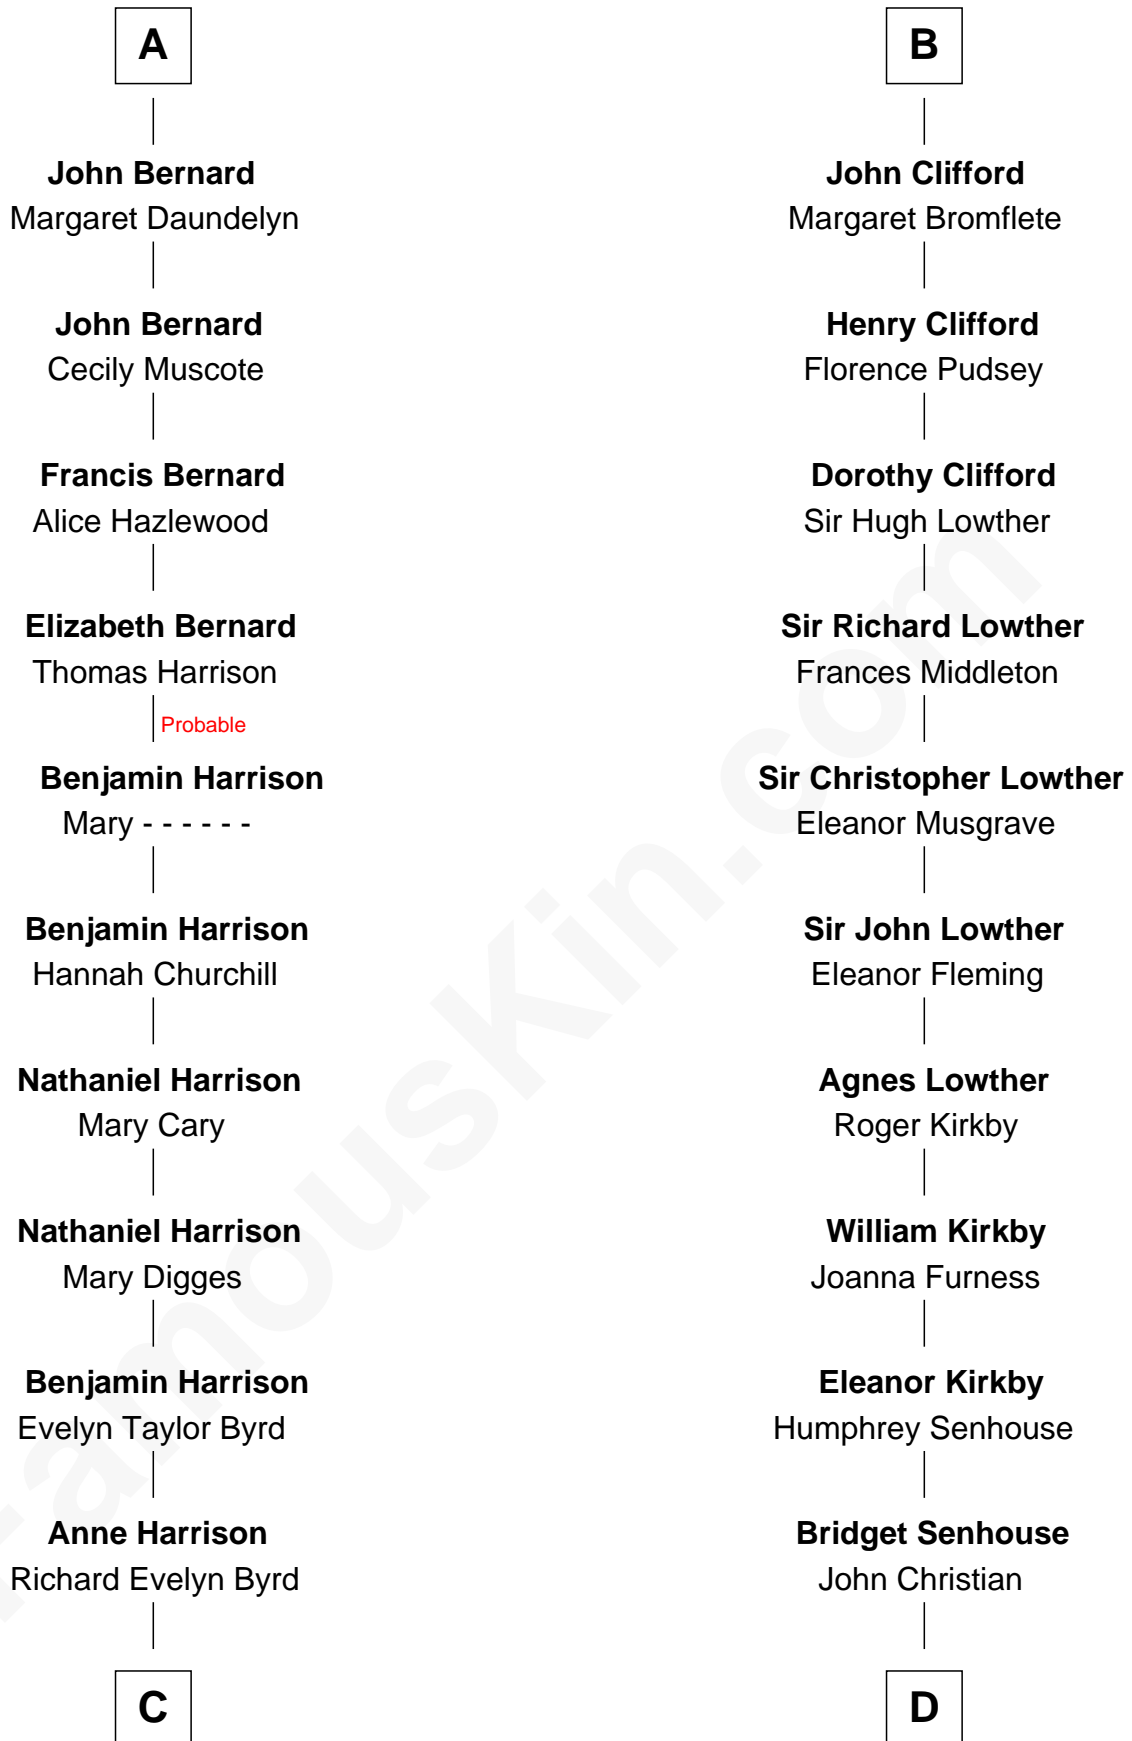 A
John Bernard
Margaret Daundelyn
John Bernard
Cecily Muscote
Francis Bernard
Alice Hazlewood
Elizabeth Bernard
Thomas Harrison
Probable
Benjamin Harrison
Mary - - - - - -
Benjamin Harrison
Hannah Churchill
Nathaniel Harrison
Mary Cary
Nathaniel Harrison
Mary Digges
Benjamin Harrison
Evelyn Taylor Byrd
Anne Harrison
Richard Evelyn Byrd
C
B
John Clifford
Margaret Bromflete
Henry Clifford
Florence Pudsey
Dorothy Clifford
Sir Hugh Lowther
Sir Richard Lowther
Frances Middleton
Sir Christopher Lowther
Eleanor Musgrave
Sir John Lowther
Eleanor Fleming
Agnes Lowther
Roger Kirkby
William Kirkby
Joanna Furness
Eleanor Kirkby
Humphrey Senhouse
Bridget Senhouse
John Christian
D
FamousKin.com